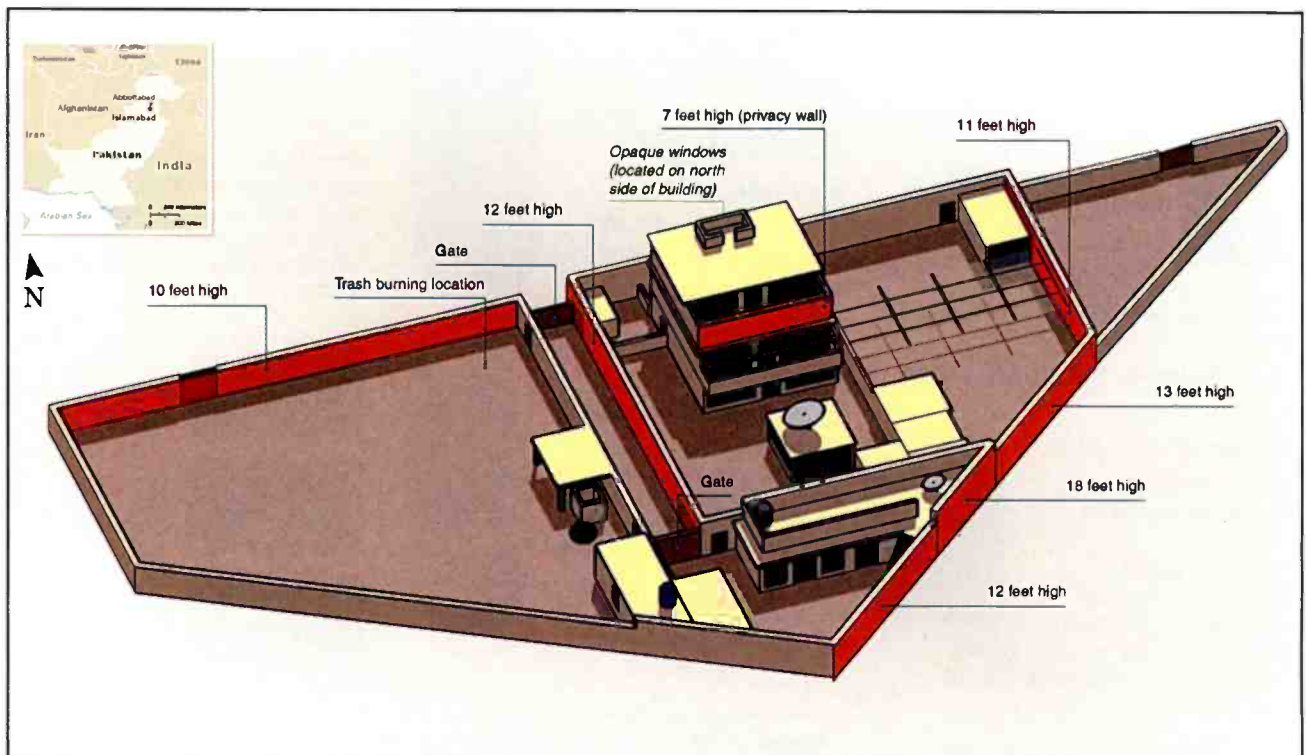 China
Afghanistan
Abbottabad
Islamabad
Iran
Pakistan
India
Arabian Sea
N
7 feet high (privacy wall)
11 feet high
Opaque windows
(located on north
side of building)
12 feet high
Gate
10 feet high
Trash burning location
13 feet high
Gate
18 feet high
12 feet high